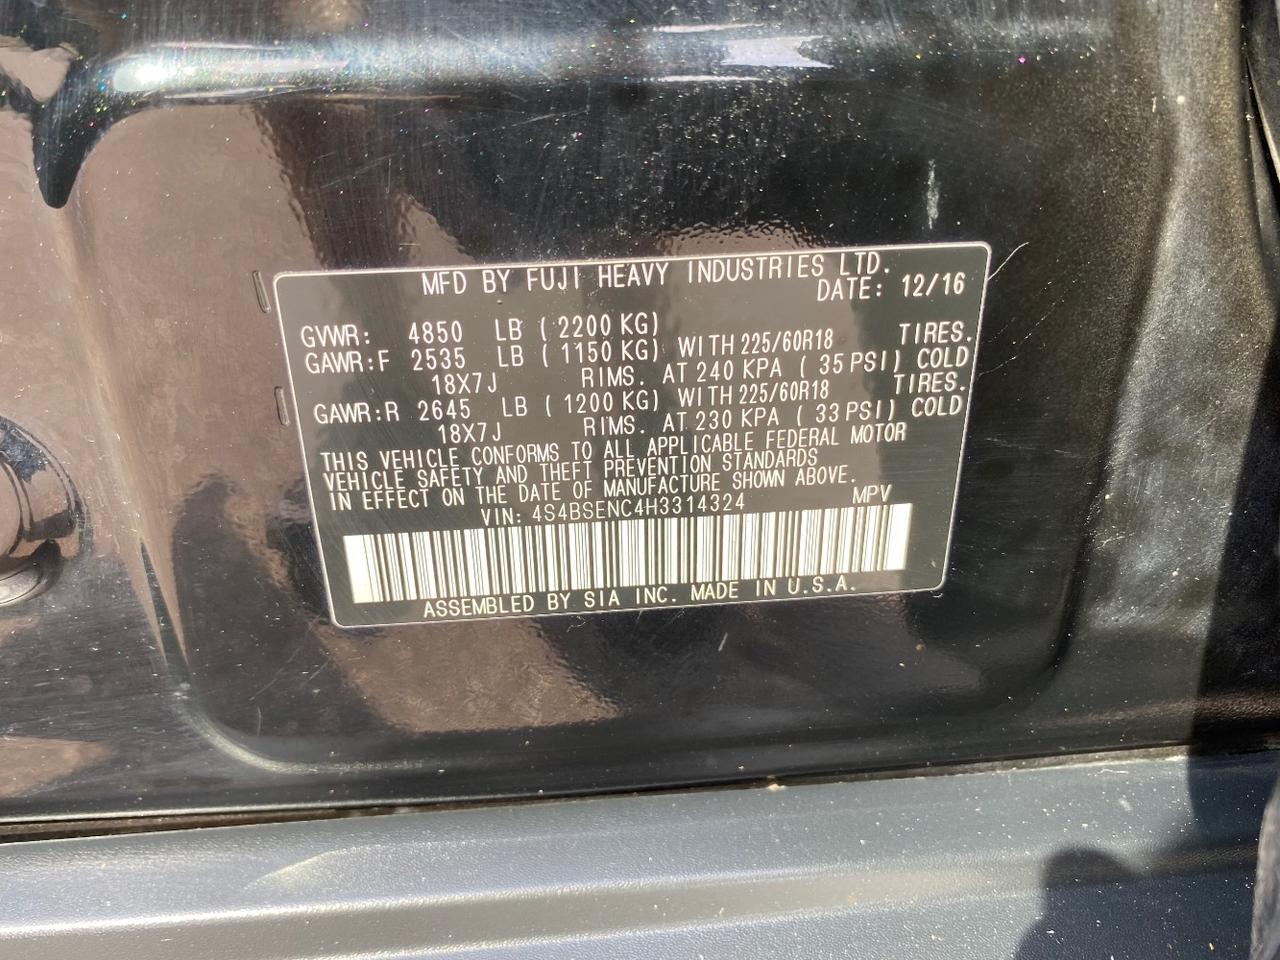 MFD BY FUJI HEAVY INDUSTRIES LTD.
DATE: 12/16
GVWR: 4850 LB (2200 KG)
GAWR:F 2535 LB (1150 KG) WITH 225/60R18 TIRES.
18X7J RIMS. AT 240 KPA (35 PSI) COLD
GAWR:R 2645 LB (1200 KG) WITH 225/60R18 TIRES.
18X7J RIMS. AT 230 KPA (33 PSI) COLD
THIS VEHICLE CONFORMS TO ALL APPLICABLE FEDERAL MOTOR
VEHICLE SAFETY AND THEFT PREVENTION STANDARDS
IN EFFECT ON THE DATE OF MANUFACTURE SHOWN ABOVE.
VIN: 4S4BSENC4H3314324 MPV
ASSEMBLED BY SIA INC. MADE IN U.S.A.